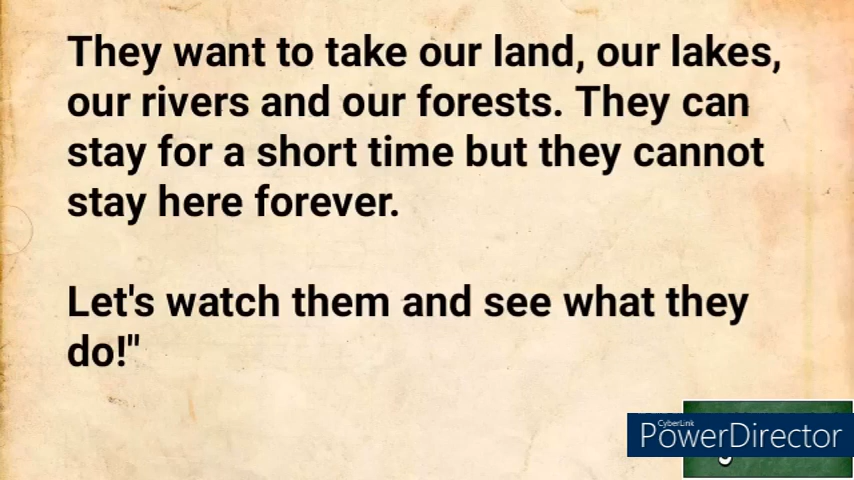 They want to take our land, our lakes,
our rivers and our forests. They can
stay for a short time but they cannot
stay here forever.
Let's watch them and see what they
do!"
CyberLink
PowerDirector